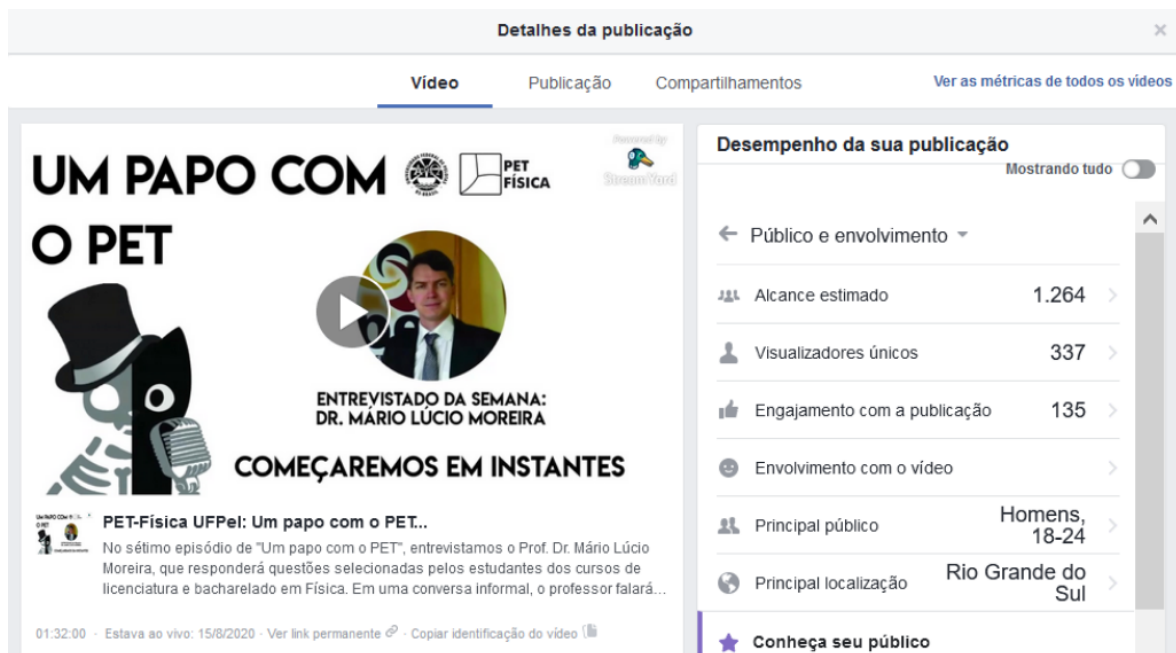 Detalhes da publicação
×
Vídeo Publicação Compartilhamentos Ver as métricas de todos os vídeos
UM PAPO COM
O PET
PET
FÍSICA
Powered by
StreamYard
ENTREVISTADO DA SEMANA:
DR. MÁRIO LÚCIO MOREIRA
COMEÇAREMOS EM INSTANTES
PET-Física UFPel: Um papo com o PET...
No sétimo episódio de "Um papo com o PET", entrevistamos o Prof. Dr. Mário Lúcio
Moreira, que responderá questões selecionadas pelos estudantes dos cursos de
licenciatura e bacharelado em Física. Em uma conversa informal, o professor falará...
01:32:00 · Estava ao vivo: 15/8/2020 · Ver link permanente · Copiar identificação do vídeo
Desempenho da sua publicação
Mostrando tudo
Público e envolvimento
Alcance estimado 1.264
Visualizadores únicos 337
Engajamento com a publicação 135
Envolvimento com o vídeo
Principal público Homens,
18-24
Principal localização Rio Grande do
Sul
Conheça seu público